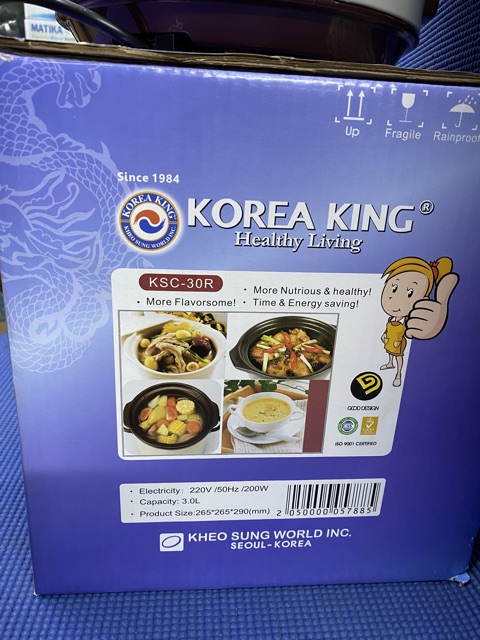 MATIKA
Up
Fragile
Rainproof
Since 1984
KOREA KING
KHEO SUNG WORLD INC.
KOREA KING®
Healthy Living
KSC-30R
• More Nutrious & healthy!
• More Flavorsome!
• Time & Energy saving!
GOOD DESIGN
ISO 9001 CERTIFIED
• Electricity: 220V /50Hz /200W
• Capacity: 3.0L
• Product Size:265*265*290(mm)
2 050000 057885
KHEO SUNG WORLD INC.
SEOUL-KOREA